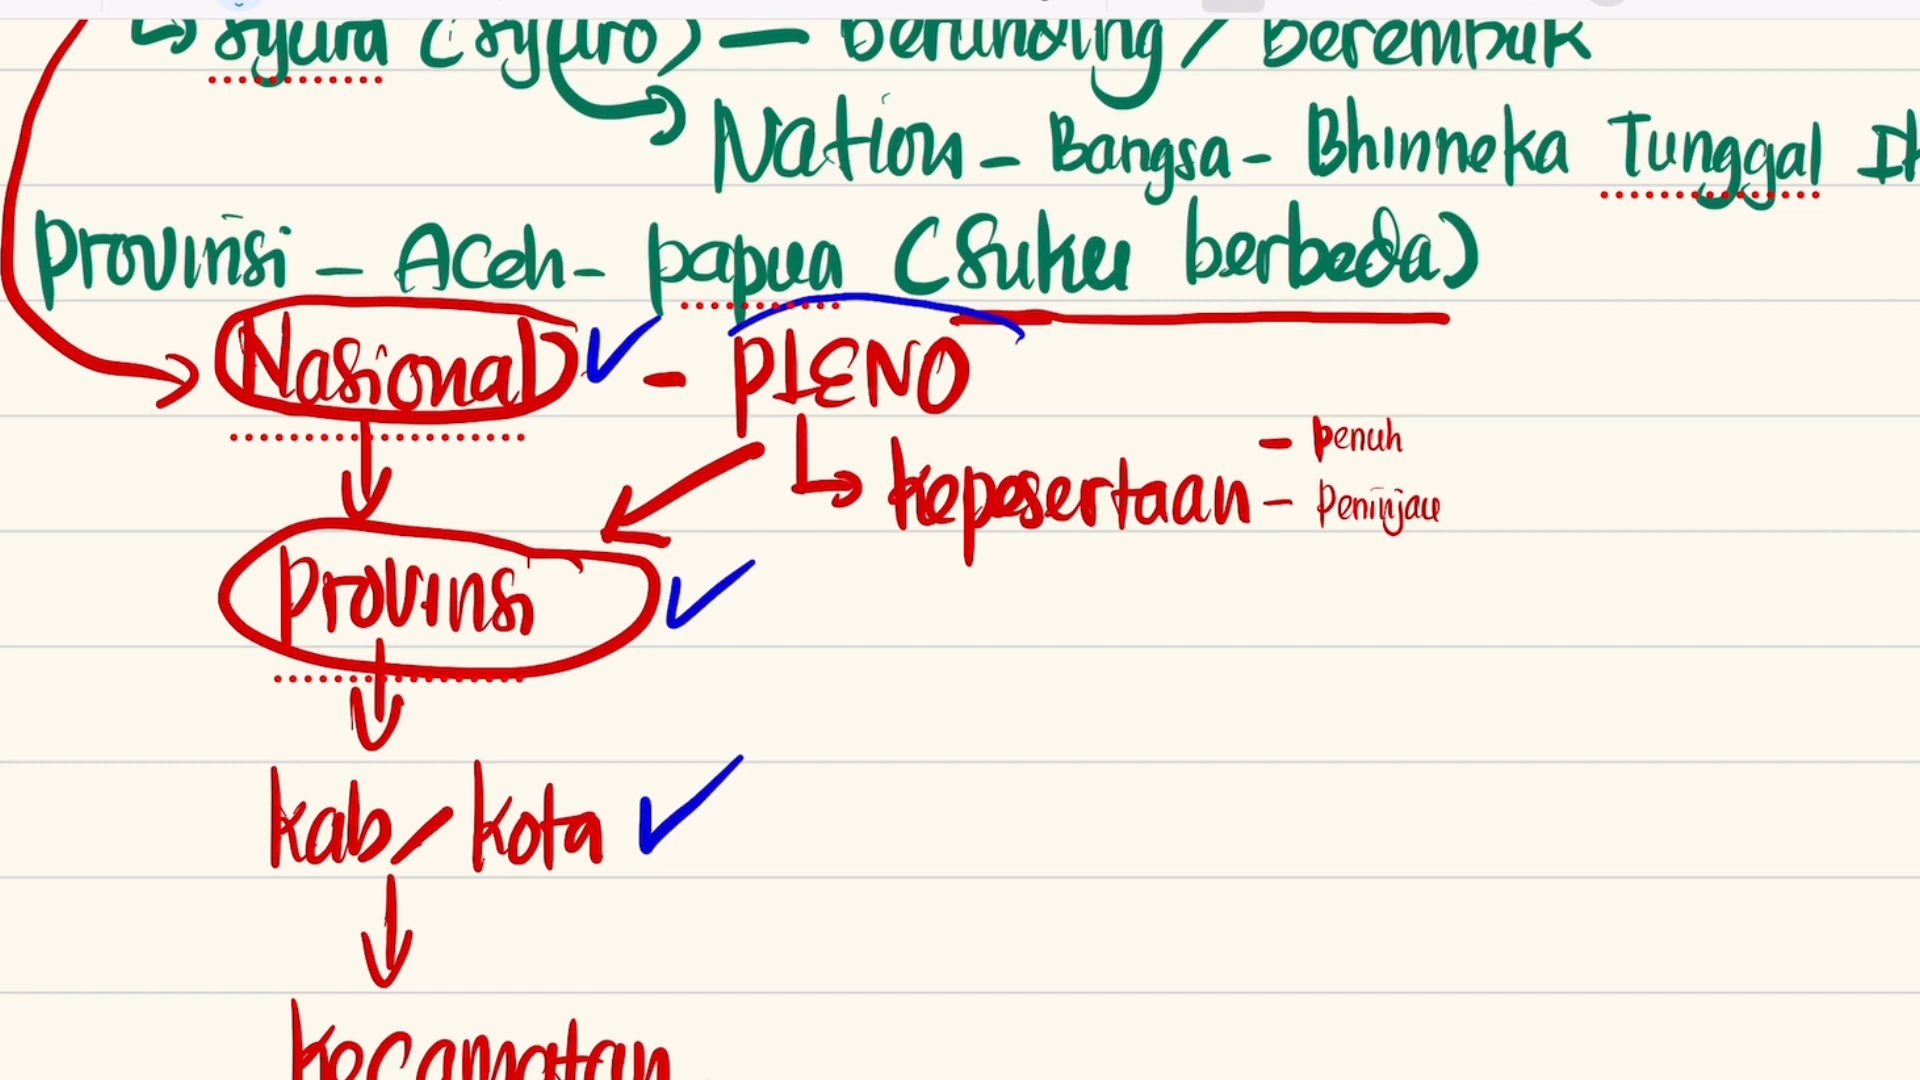 syura (syuro) — berunding / berembuk
Nation - Bangsa - Bhinneka Tunggal
Provinsi - Aceh - papua (suku berbeda)
Nasional - PLENO
- penuh
kepesertaan - peninjau
provinsi
kab/kota
kecamatan